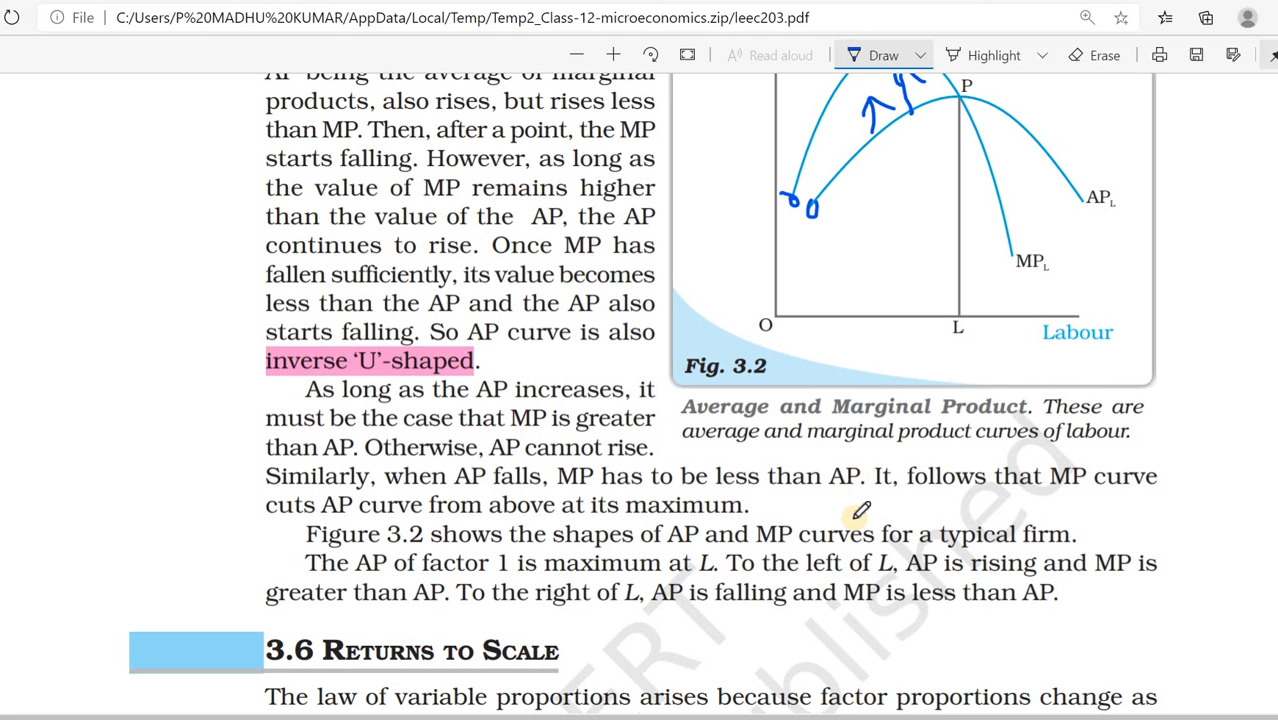 File
C:/Users/P%20MADHU%20KUMAR/AppData/Local/Temp/Temp2_Class-12-microeconomics.zip/leec203.pdf
Read aloud
Draw
Highlight
Erase
AP being the average of marginal
products, also rises, but rises less
than MP. Then, after a point, the MP
starts falling. However, as long as
the value of MP remains higher
than the value of the AP, the AP
continues to rise. Once MP has
fallen sufficiently, its value becomes
less than the AP and the AP also
starts falling. So AP curve is also
inverse ‘U’-shaped.
As long as the AP increases, it
must be the case that MP is greater
than AP. Otherwise, AP cannot rise.
Similarly, when AP falls, MP has to be less than AP. It, follows that MP curve
cuts AP curve from above at its maximum.
Figure 3.2 shows the shapes of AP and MP curves for a typical firm.
The AP of factor 1 is maximum at L. To the left of L, AP is rising and MP is
greater than AP. To the right of L, AP is falling and MP is less than AP.
P
APL
MPL
O
L
Labour
Fig. 3.2
Average and Marginal Product. These are
average and marginal product curves of labour.
3.6 RETURNS TO SCALE
The law of variable proportions arises because factor proportions change as